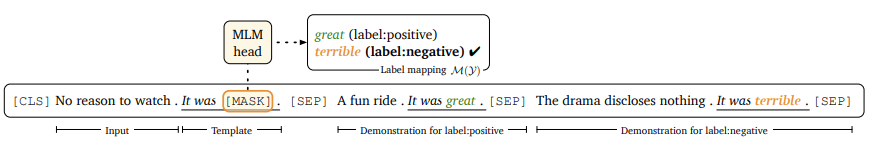 MLM
head
great (label:positive)
terrible (label:negative) ✔
Label mapping M(Y)
[CLS] No reason to watch . It was [MASK] . [SEP] A fun ride . It was great . [SEP] The drama discloses nothing . It was terrible . [SEP]
Input
Template
Demonstration for label:positive
Demonstration for label:negative